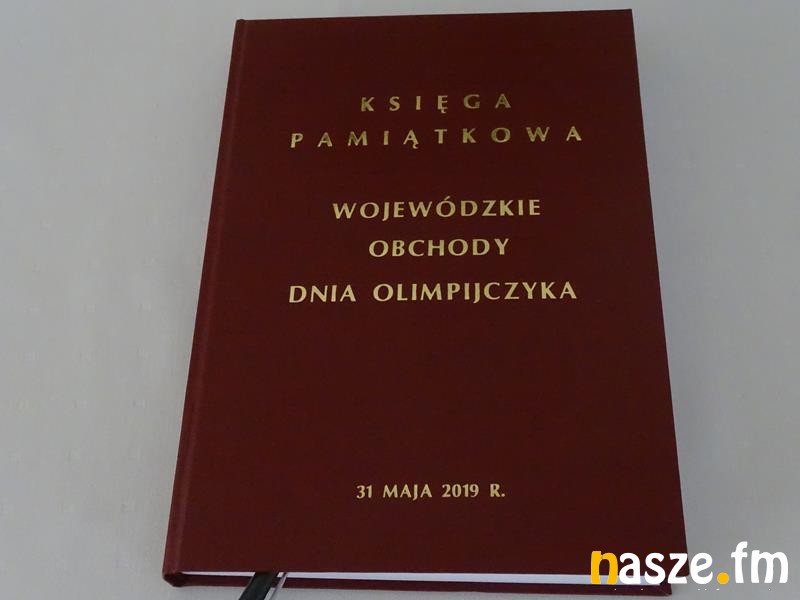 KSIĘGA
PAMIĄTKOWA
WOJEWÓDZKIE
OBCHODY
DNIA OLIMPIJCZYKA
31 MAJA 2019 R.
nasze.fm